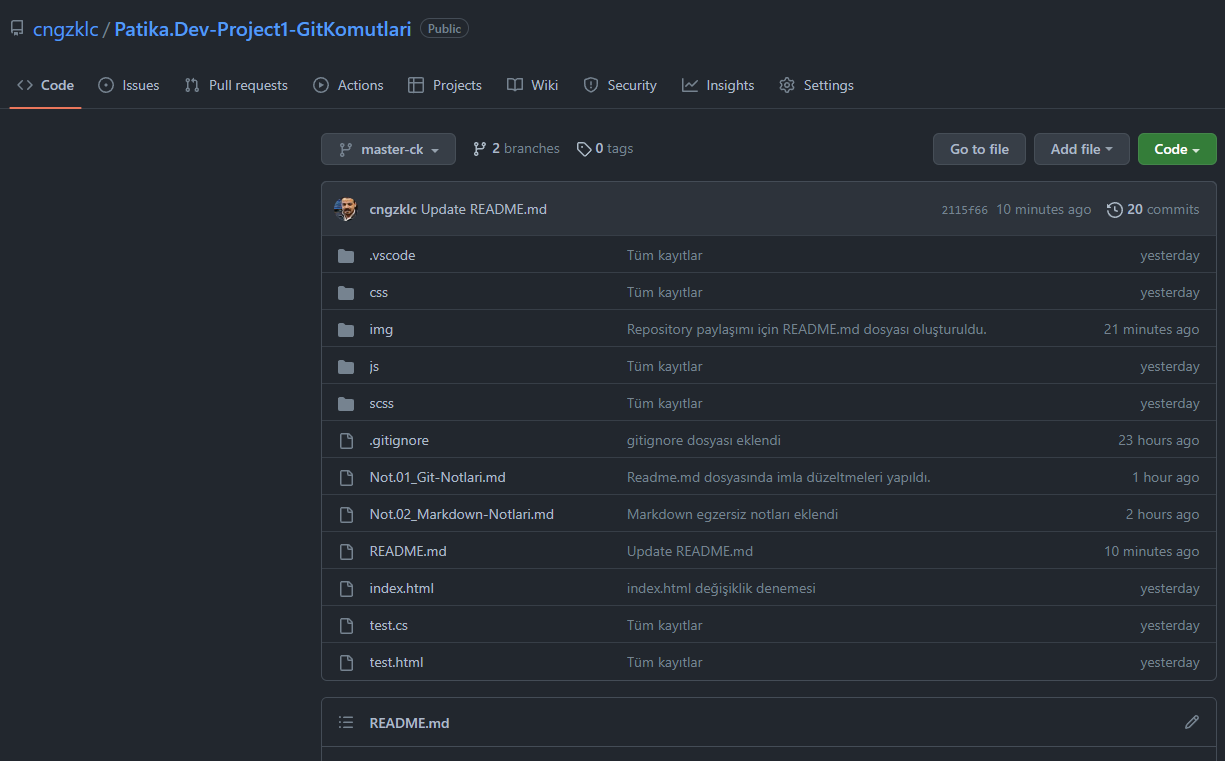 cngzklc / Patika.Dev-Project1-GitKomutlari Public
Code Issues Pull requests Actions Projects Wiki Security Insights Settings
master-ck 2 branches 0 tags Go to file Add file Code
cngzklc Update README.md 2115f66 10 minutes ago 20 commits
.vscode Tüm kayıtlar yesterday
css Tüm kayıtlar yesterday
img Repository paylaşımı için README.md dosyası oluşturuldu. 21 minutes ago
js Tüm kayıtlar yesterday
scss Tüm kayıtlar yesterday
.gitignore gitignore dosyası eklendi 23 hours ago
Not.01_Git-Notlari.md Readme.md dosyasında imla düzeltmeleri yapıldı. 1 hour ago
Not.02_Markdown-Notlari.md Markdown egzersiz notları eklendi 2 hours ago
README.md Update README.md 10 minutes ago
index.html index.html değişiklik denemesi yesterday
test.cs Tüm kayıtlar yesterday
test.html Tüm kayıtlar yesterday
README.md